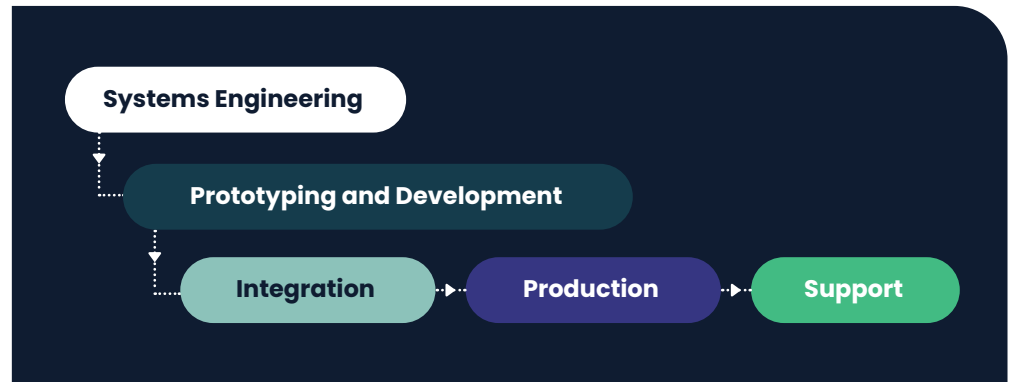 Systems Engineering
Prototyping and Development
Integration
Production
Support